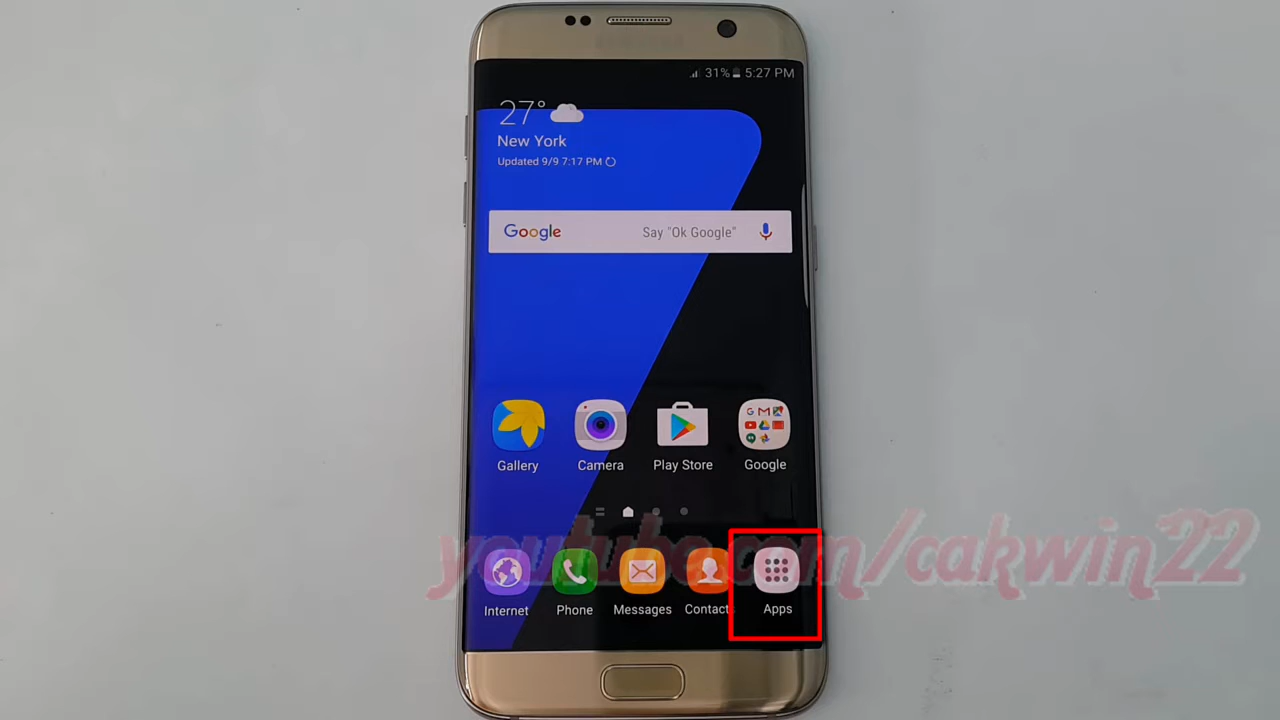 31% 5:27 PM
27°
New York
Updated 9/9 7:17 PM
Google Say "Ok Google"
Gallery Camera Play Store Google
youtube.com/cakwin22
Internet Phone Messages Contact Apps